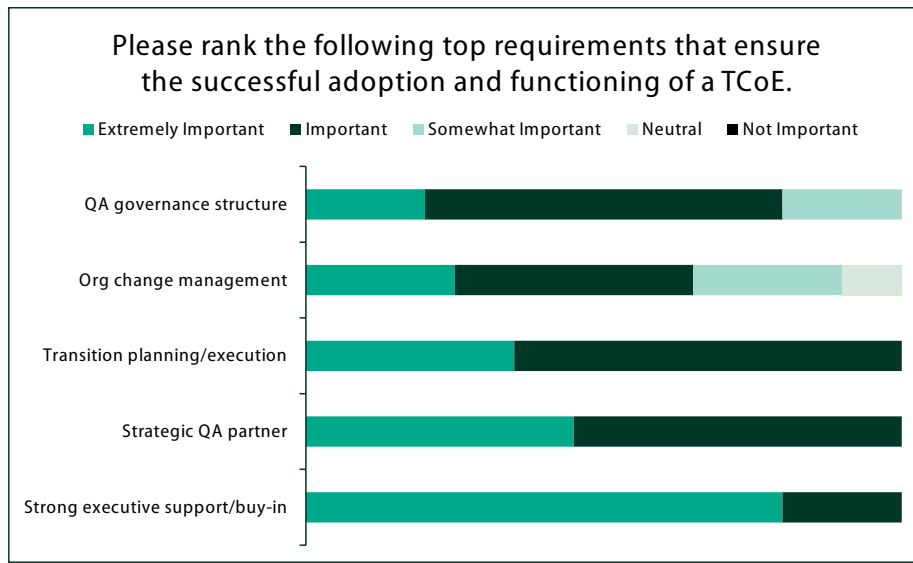 Please rank the following top requirements that ensure
the successful adoption and functioning of a TCoE.
Extremely Important Important Somewhat Important Neutral Not Important
QA governance structure
Org change management
Transition planning/execution
Strategic QA partner
Strong executive support/buy-in